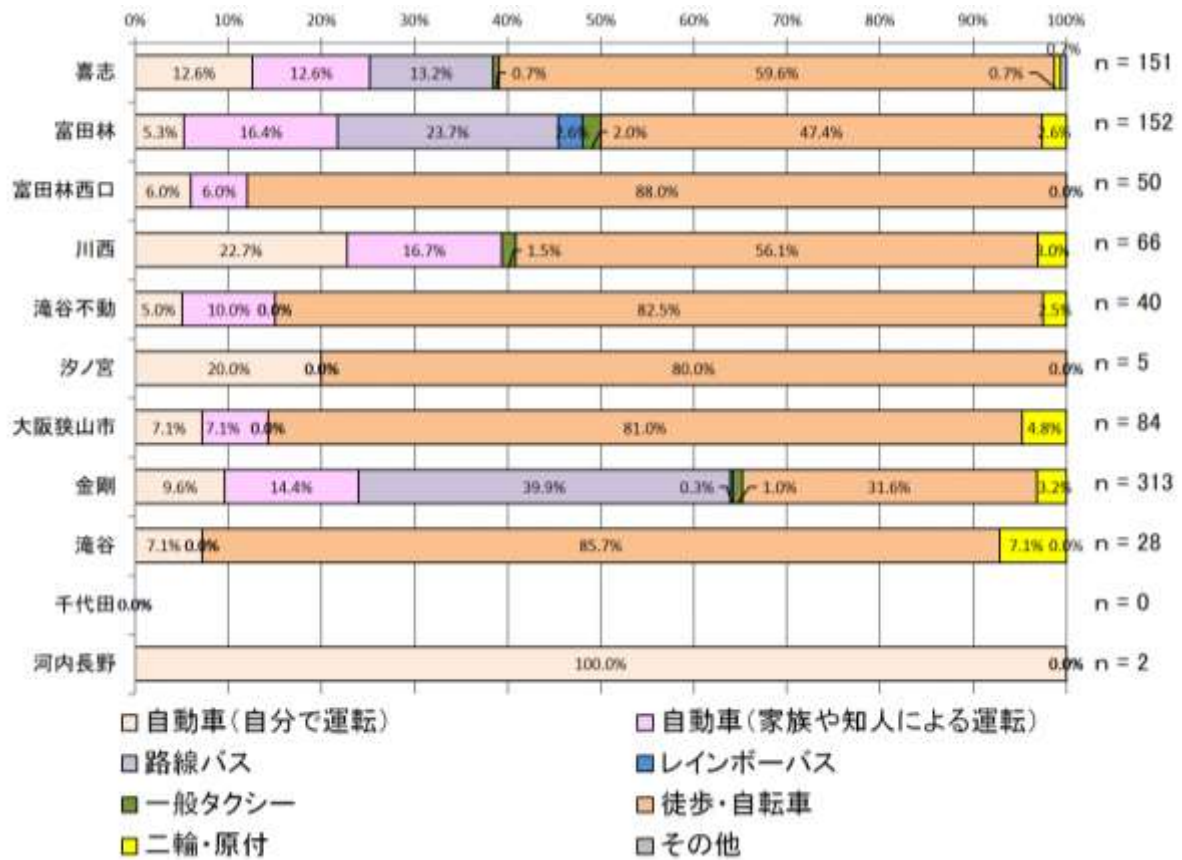 0% 10% 20% 30% 40% 50% 60% 70% 80% 90% 100%
0.7%
喜志 12.6% 12.6% 13.2% 0.7% 59.6% 0.7% n = 151
富田林 5.3% 16.4% 23.7% 2.6% 2.0% 47.4% 2.6% n = 152
富田林西口 6.0% 6.0% 88.0% 0.0% n = 50
川西 22.7% 16.7% 1.5% 56.1% 3.0% n = 66
滝谷不動 5.0% 10.0% 0.0% 82.5% 2.5% n = 40
汐ノ宮 20.0% 0.0% 80.0% 0.0% n = 5
大阪狭山市 7.1% 7.1% 0.0% 81.0% 4.8% n = 84
金剛 9.6% 14.4% 39.9% 0.3% 1.0% 31.6% 3.2% n = 313
滝谷 7.1% 0.0% 85.7% 7.1% 0.0% n = 28
千代田 0.0% n = 0
河内長野 100.0% 0.0% n = 2
自動車(自分で運転) 自動車(家族や知人による運転)
路線バス レインボーバス
一般タクシー 徒歩・自転車
二輪・原付 その他